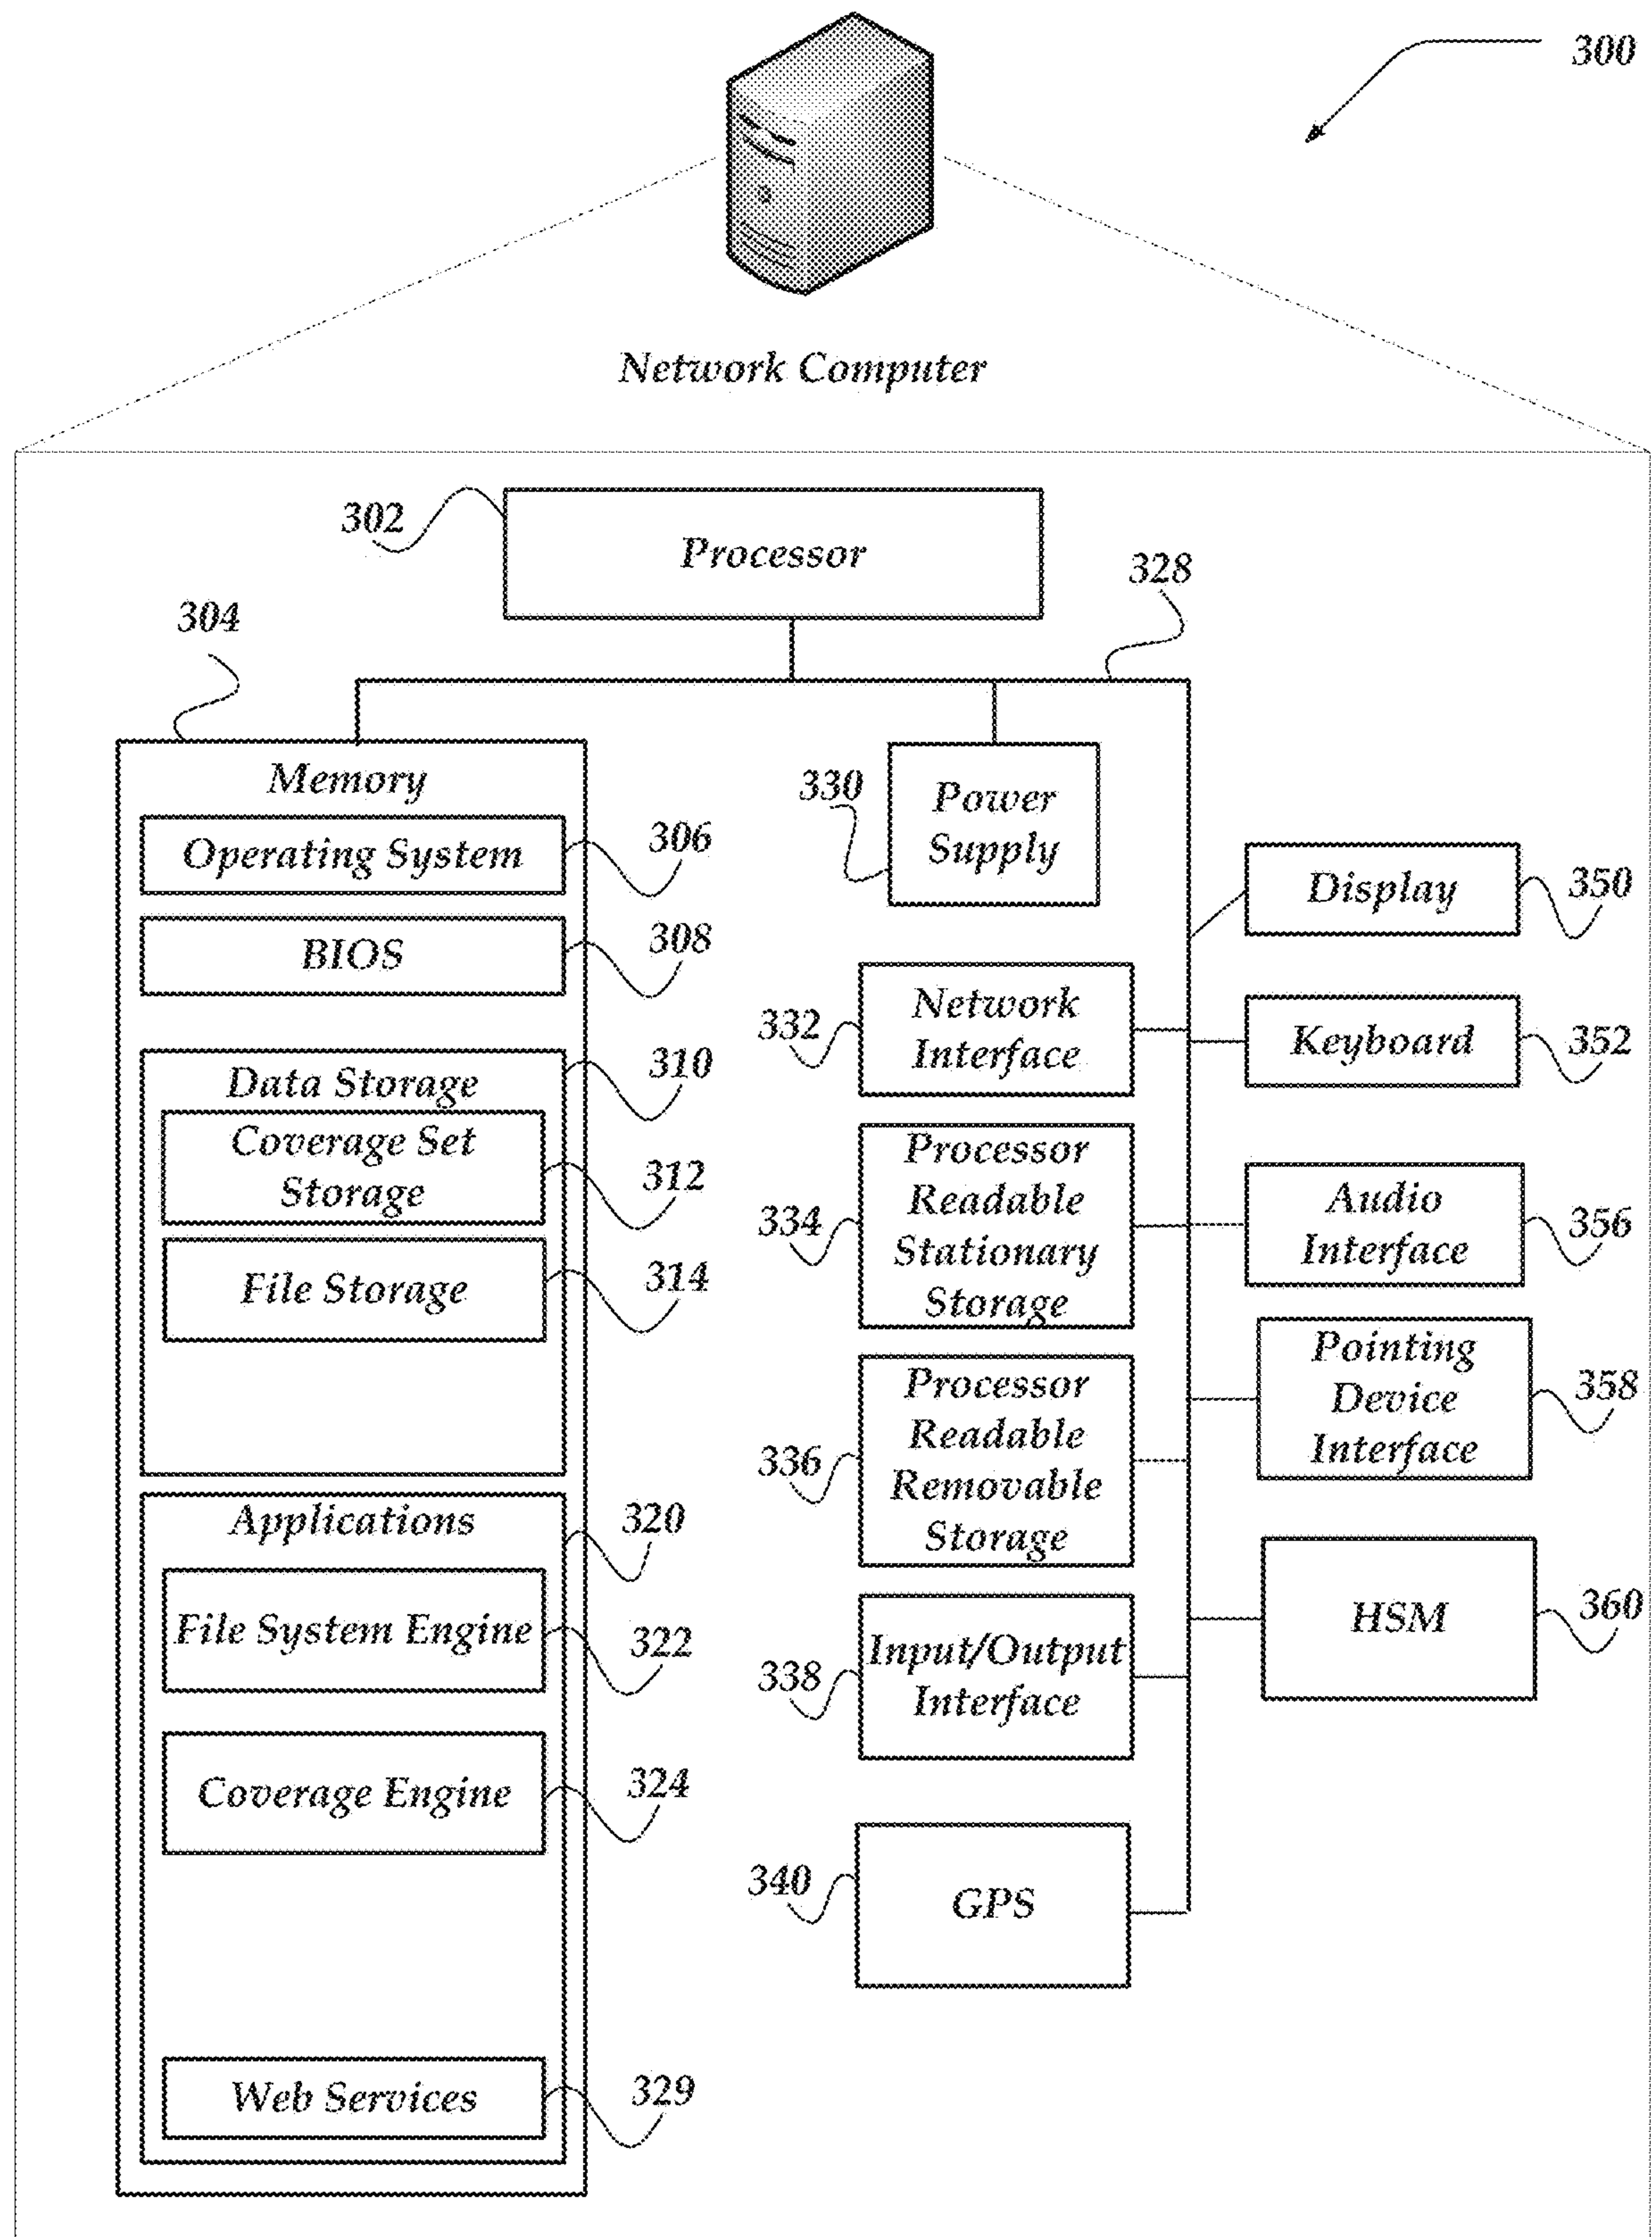 300
Network Computer
302
Processor
328
304
Memory
Operating System
306
BIOS
308
Data Storage
310
Coverage Set
Storage
312
File Storage
314
Applications
320
File System Engine
322
Coverage Engine
324
Web Services
329
330
Power
Supply
332
Network
Interface
334
Processor
Readable
Stationary
Storage
336
Processor
Readable
Removable
Storage
338
Input/Output
Interface
340
GPS
Display
350
Keyboard
352
Audio
Interface
356
Pointing
Device
Interface
358
HSM
360